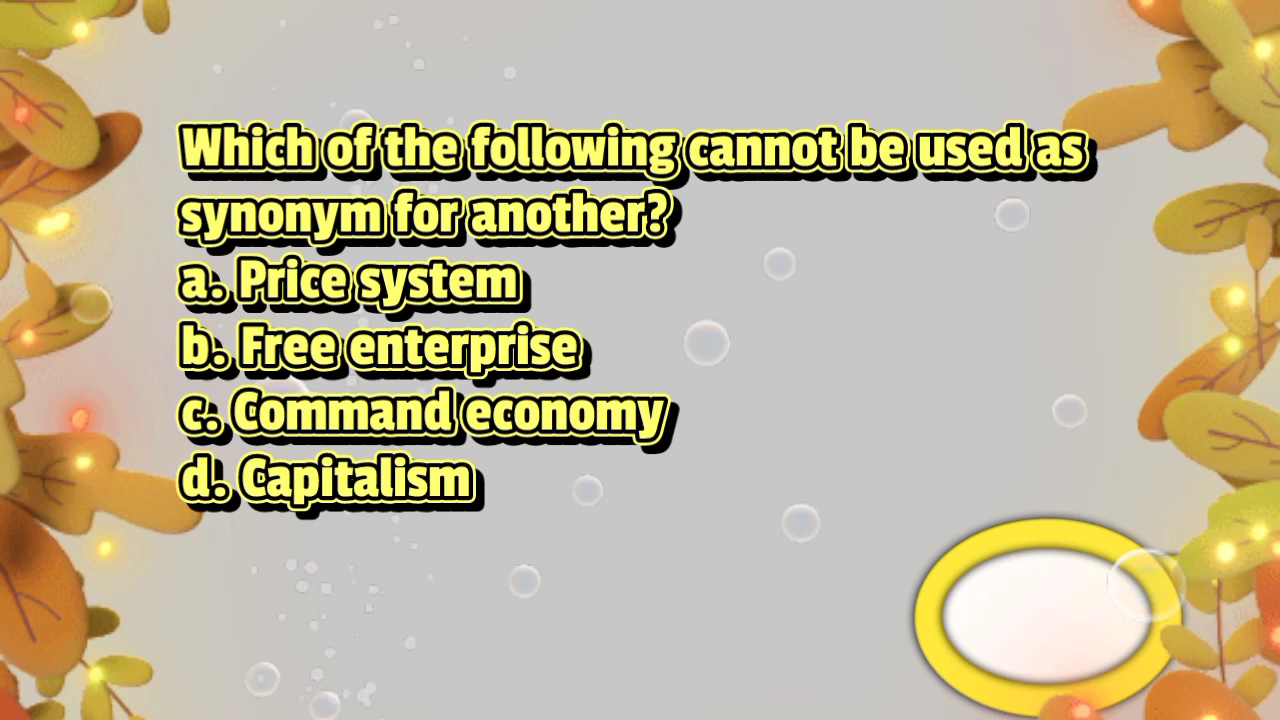 Which of the following cannot be used as
synonym for another?
a. Price system
b. Free enterprise
c. Command economy
d. Capitalism